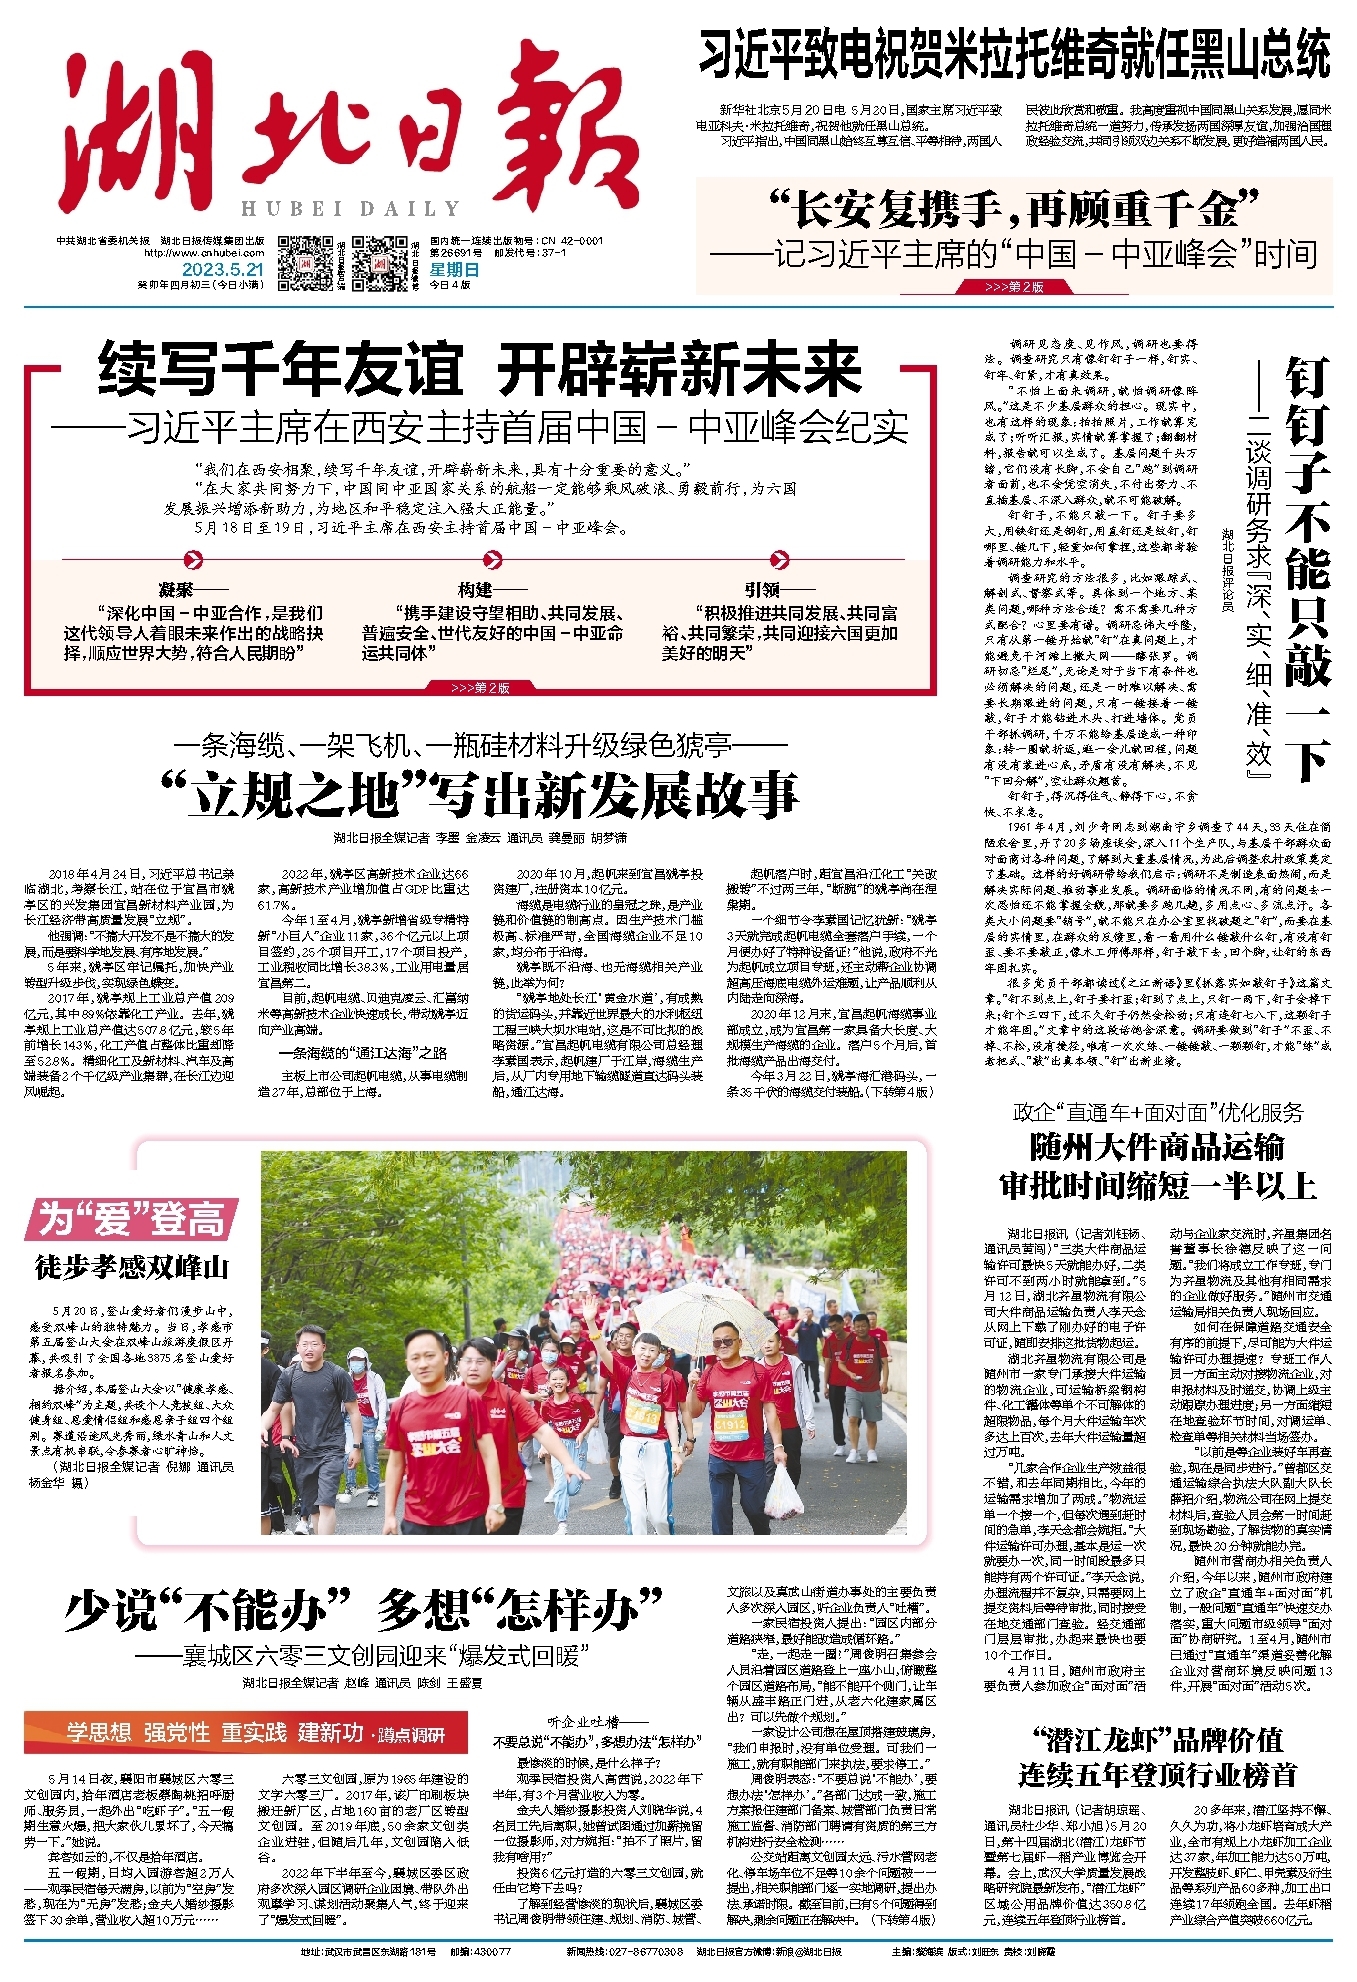 湖北日報
HUBEI DAILY
中共湖北省委机关报 湖北日报传媒集团出版
http://www.cnhubei.com
2023.5.21
癸卯年四月初三(今日小满)
国内统一连续出版物号:CN 42-0001
第26691号 邮发代号:37-1
星期日
今日4版
习近平致电祝贺米拉托维奇就任黑山总统
新华社北京5月20日电 5月20日,国家主席习近平致
电亚科夫·米拉托维奇,祝贺他就任黑山总统。
习近平指出,中国同黑山始终互尊互信、平等相待,两国人
民彼此欣赏和敬重。我高度重视中国同黑山关系发展,愿同米
拉托维奇总统一道努力,传承发扬两国深厚友谊,加强治国理
政经验交流,共同引领双边关系不断发展,更好造福两国人民。
“长安复携手,再顾重千金”
——记习近平主席的“中国-中亚峰会”时间
>>>第2版
续写千年友谊 开辟崭新未来
——习近平主席在西安主持首届中国-中亚峰会纪实
“我们在西安相聚,续写千年友谊,开辟崭新未来,具有十分重要的意义。”
“在大家共同努力下,中国同中亚国家关系的航船一定能够乘风破浪、勇毅前行,为六国
发展振兴增添新助力,为地区和平稳定注入强大正能量。”
5月18日至19日,习近平主席在西安主持首届中国-中亚峰会。
凝聚——
“深化中国-中亚合作,是我们
这代领导人着眼未来作出的战略抉
择,顺应世界大势,符合人民期盼”
构建——
“携手建设守望相助、共同发展、
普遍安全、世代友好的中国-中亚命
运共同体”
引领——
“积极推进共同发展、共同富
裕、共同繁荣,共同迎接六国更加
美好的明天”
>>>第2版
钉钉子不能只敲一下
——二谈调研务求『深、实、细、准、效』
湖北日报评论员
调研见态度、见作风,调研也要得
法。调查研究只有像钉钉子一样,钉实、
钉牢、钉紧,才有真效果。
“不怕上面来调研,就怕调研像阵
风。”这是不少基层群众的担心。现实中,
也有这样的现象:拍拍照片,工作就算完
成了;听听汇报,实情就算掌握了;翻翻材
料,报告就可以生成了。基层问题千头万
绪,它们没有长脚,不会自己“跑”到调研
者面前,也不会凭空消失,不付出努力、不
直插基层、不深入群众,就不可能破解。
钉钉子,不能只敲一下。钉子要多
大,用铁钉还是钢钉,用直钉还是纹钉,钉
哪里、锤几下,轻重如何拿捏,这些都考验
着调研能力和水平。
调查研究的方法很多,比如跟踪式、
解剖式、督察式等。具体到一个地方、某
类问题,哪种方法合适?需不需要几种方
式配合?心里要有谱。调研忌讳大呼隆,
只有从第一锤开始就“钉”在真问题上,才
能避免干河滩上撒大网——瞎张罗。调
研切忌“烂尾”,无论是对于当下有条件也
必须解决的问题,还是一时难以解决、需
要长期跟进的问题,只有一锤接着一锤
敲,钉子才能钻进木头、打进墙体。党员
干部抓调研,千万不能给基层造成一种印
象:转一圈就折返,逛一会儿就回程,问题
有没有装进心底,矛盾有没有解决,不见
“下回分解”,空让群众翘首。
钉钉子,得沉得住气、静得下心,不贪
快、不求急。
1961年4月,刘少奇同志到湖南宁乡调查了44天,33天住在简
陋农舍里,开了20多场座谈会,深入11个生产队,与基层干部群众面
对面商讨各种问题,了解到大量基层情况,为此后调整农村政策奠定
了基础。这样的好调研带给我们启示:调研不是制造表面热闹,而是
解决实际问题、推动事业发展。调研面临的情况不同,有的问题去一
次恐怕还不能掌握全貌,那就要多跑几趟,多用点心、多流点汗。各
类大小问题要“销号”,就不能只在办公室里找破题之“钉”,而要在基
层的实情里,在群众的反馈里,看一看用什么锤敲什么钉,有没有钉
歪、要不要敲正,像木工师傅那样,钉子敲下去,回个脚,让钉的东西
牢固扎实。
很多党员干部都读过《之江新语》里《抓落实如敲钉子》这篇文
章。“钉不到点上,钉子要打歪;钉到了点上,只钉一两下,钉子会掉下
来;钉个三四下,过不久钉子仍然会松动;只有连钉七八下,这颗钉子
才能牢固。”文章中的这段话饱含深意。调研要做到“钉子”不歪、不
掉、不松,没有捷径,唯有一次次练、一锤锤敲、一颗颗钉,才能“练”成
老把式、“敲”出真本领、“钉”出新业绩。
一条海缆、一架飞机、一瓶硅材料升级绿色猇亭——
“立规之地”写出新发展故事
湖北日报全媒记者 李墨 金凌云 通讯员 龚曼丽 胡梦潇
2018年4月24日,习近平总书记亲
临湖北,考察长江,站在位于宜昌市猇
亭区的兴发集团宜昌新材料产业园,为
长江经济带高质量发展“立规”。
他强调:“不搞大开发不是不搞大的发
展,而是要科学地发展、有序地发展。”
5年来,猇亭区牢记嘱托,加快产业
转型升级步伐,实现绿色蝶变。
2017年,猇亭规上工业总产值209
亿元,其中89%依靠化工产业。去年,猇
亭规上工业总产值达507.8亿元,较5年
前增长143%,化工产值占整体比重却降
至52.8%。精细化工及新材料、汽车及高
端装备2个千亿级产业集群,在长江边迎
风崛起。
2022年,猇亭区高新技术企业达66
家,高新技术产业增加值占GDP比重达
61.7%。
今年1至4月,猇亭新增省级专精特
新“小巨人”企业11家,36个亿元以上项
目签约,25个项目开工,17个项目投产,
工业税收同比增长38.3%,工业用电量居
宜昌第二。
目前,起帆电缆、贝迪克凌云、汇富纳
米等高新技术企业快速成长,带动猇亭迈
向产业高端。
一条海缆的“通江达海”之路
主板上市公司起帆电缆,从事电缆制
造27年,总部位于上海。
2020年10月,起帆来到宜昌猇亭投
资建厂,注册资本10亿元。
海缆是电缆行业的皇冠之珠,是产业
链和价值链的制高点。因生产技术门槛
极高、标准严苛,全国海缆企业不足10
家,均分布于沿海。
猇亭既不沿海、也无海缆相关产业
链,此举为何?
“猇亭地处长江‘黄金水道’,有成熟
的货运码头,并靠近世界最大的水利枢纽
工程三峡大坝水电站,这是不可比拟的战
略资源。”宜昌起帆电缆有限公司总经理
李素国表示,起帆建厂于江岸,海缆生产
后,从厂内专用地下输缆隧道直达码头装
船,通江达海。
起帆落户时,距宜昌沿江化工“关改
搬转”不过两三年,“断腕”的猇亭尚在涅
槃期。
一个细节令李素国记忆犹新:“猇亭
3天就完成起帆电缆全套落户手续,一个
月便办好了特种设备证!”他说,政府不光
为起帆成立项目专班,还主动帮企业协调
超高压海底电缆外运难题,让产品顺利从
内陆走向深海。
2020年12月末,宜昌起帆海缆事业
部成立,成为宜昌第一家具备大长度、大
规模生产海缆的企业。落户5个月后,首
批海缆产品出海交付。
今年3月22日,猇亭海汇港码头,一
条35千伏的海缆交付装船。(下转第4版)
为“爱”登高
徒步孝感双峰山
5月20日,登山爱好者们漫步山中,
感受双峰山的独特魅力。当日,孝感市
第五届登山大会在双峰山旅游度假区开
幕,共吸引了全国各地3875名登山爱好
者报名参加。
据介绍,本届登山大会以“健康孝感、
相约双峰”为主题,共设个人竞技组、大众
健身组、恩爱情侣组和感恩亲子组四个组
别。赛道沿途风光秀丽,绿水青山和人文
景点有机串联,令参赛者心旷神怡。
(湖北日报全媒记者 倪娜 通讯员
杨金华 摄)
政企“直通车+面对面”优化服务
随州大件商品运输
审批时间缩短一半以上
湖北日报讯(记者刘钰杨、
通讯员黄闯)“三类大件商品运
输许可最快5天就能办好,二类
许可不到两小时就能拿到。”5
月12日,湖北齐星物流有限公
司大件商品运输负责人李天念
从网上下载了刚办好的电子许
可证,随即安排这批货物起运。
湖北齐星物流有限公司是
随州市一家专门承接大件运输
的物流企业,可运输桥梁钢构
件、化工罐体等单个不可解体的
超限物品,每个月大件运输车次
多达上百次,去年大件运输量超
过万吨。
“几家合作企业生产效益很
不错,和去年同期相比,今年的
运输需求增加了两成。”物流运
单一个接一个,但每次遇到赶时
间的急单,李天念都会婉拒。“大
件运输许可办理,基本是运一次
就要办一次,同一时间段最多只
能持有两个许可证。”李天念说,
办理流程并不复杂,只需要网上
提交资料后等待审批,同时接受
在地交通部门查验。经交通部
门层层审批,办起来最快也要
10个工作日。
4月11日,随州市政府主
要负责人参加政企“面对面”活
动与企业家交流时,齐星集团名
誉董事长徐德反映了这一问
题。“我们将成立工作专班,专门
为齐星物流及其他有相同需求
的企业做好服务。”随州市交通
运输局相关负责人现场回应。
如何在保障道路交通安全
有序的前提下,尽可能为大件运
输许可办理提速?专班工作人
员一方面主动对接物流企业,对
申报材料及时递交,协调上级主
动跟踪办理进度;另一方面缩短
在地查验环节时间,对调运单、
检查单等相关材料当场签办。
“以前是等企业装好车再查
验,现在是同步进行。”曾都区交
通运输综合执法大队副大队长
薛招介绍,物流公司在网上提交
材料后,查验人员会第一时间赶
到现场勘验,了解货物的真实情
况,最快20分钟就能办完。
随州市营商办相关负责人
介绍,今年以来,随州市政府建
立了政企“直通车+面对面”机
制,一般问题“直通车”快速交办
落实,重大问题市级领导“面对
面”协商研究。1至4月,随州市
已通过“直通车”渠道妥善化解
企业对营商环境反映问题13
件,开展“面对面”活动5次。
少说“不能办” 多想“怎样办”
——襄城区六零三文创园迎来“爆发式回暖”
湖北日报全媒记者 赵峰 通讯员 陈剑 王盛夏
学思想 强党性 重实践 建新功·蹲点调研
5月14日夜,襄阳市襄城区六零三
文创园内,拾年酒店老板蔡陶桃招呼厨
师、服务员,一起外出“吃虾子”。“五一假
期生意火爆,把大家伙儿累坏了,今天犒
劳一下。”她说。
宾客如云的,不仅是拾年酒店。
五一假期,日均入园游客超2万人
——观季民宿每天满房,以前为“空房”发
愁,现在为“无房”发愁;金夫人婚纱摄影
签下30余单,营业收入超10万元……
六零三文创园,原为1965年建设的
文字六零三厂。2017年,该厂印刷板块
搬迁新厂区,占地160亩的老厂区转型
文创园。至2019年底,50余家文创类
企业进驻,但随后几年,文创园陷入低
谷。
2022年下半年至今,襄城区委区政
府多次深入园区调研企业困境、带队外出
观摩学习、谋划活动聚集人气,终于迎来
了“爆发式回暖”。
听企业吐槽——
不要总说“不能办”,多想办法“怎样办”
最惨淡的时候,是什么样子?
观季民宿投资人高茜说,2022年下
半年,有3个月营业收入为零。
金夫人婚纱摄影投资人刘晓华说,4
名员工先后离职,她曾试图通过加薪挽留
一位摄影师,对方婉拒:“拍不了照片,留
我有啥用?”
投资6亿元打造的六零三文创园,就
任由它垮下去吗?
了解到经营惨淡的现状后,襄城区委
书记周俊明带领住建、规划、消防、城管、
文旅以及真武山街道办事处的主要负责
人多次深入园区,听企业负责人“吐槽”。
一家民宿投资人提出:“园区内部分
道路狭窄,最好能改造成循环路。”
“走,一起走一圈!”周俊明召集参会
人员沿着园区道路登上一座小山,俯瞰整
个园区道路布局,“能不能开个侧门,让车
辆从盛丰路正门进,从老六化建家属区
出?可以先做个规划。”
一家设计公司想在屋顶搭建玻璃房,
“我们申报时,没有单位受理。可我们一
施工,就有职能部门来执法,要求停工。”
周俊明表态:“不要总说‘不能办’,要
想办法‘怎样办’。”各部门达成一致,施工
方案报住建部门备案、城管部门负责日常
施工监督、消防部门聘请有资质的第三方
机构进行安全检测……
公交站距离文创园太远、污水管网老
化、停车场车位不足等10余个问题被一一
提出,相关职能部门逐一实地调研,提出办
法、承诺时限。截至目前,已有5个问题得到
解决,剩余问题正在解决中。(下转第4版)
“潜江龙虾”品牌价值
连续五年登顶行业榜首
湖北日报讯(记者胡琼瑶、
通讯员杜少华、郑小旭)5月20
日,第十四届湖北(潜江)龙虾节
暨第七届虾-稻产业博览会开
幕。会上,武汉大学质量发展战
略研究院最新发布,“潜江龙虾”
区域公用品牌价值达350.8亿
元,连续五年登顶行业榜首。
20多年来,潜江坚持不懈、
久久为功,将小龙虾培育成大产
业,全市有规上小龙虾加工企业
达37家,年加工能力达50万吨,
开发整肢虾、虾仁、甲壳素及衍生
品等系列产品60多种,加工出口
连续17年领跑全国。去年虾稻
产业综合产值突破660亿元。
地址:武汉市武昌区东湖路181号 邮编:430077 新闻热线:027-86770308 湖北日报官方微博:新浪@湖北日报 主编:黎海滨 版式:刘旺东 责校:刘晓霞